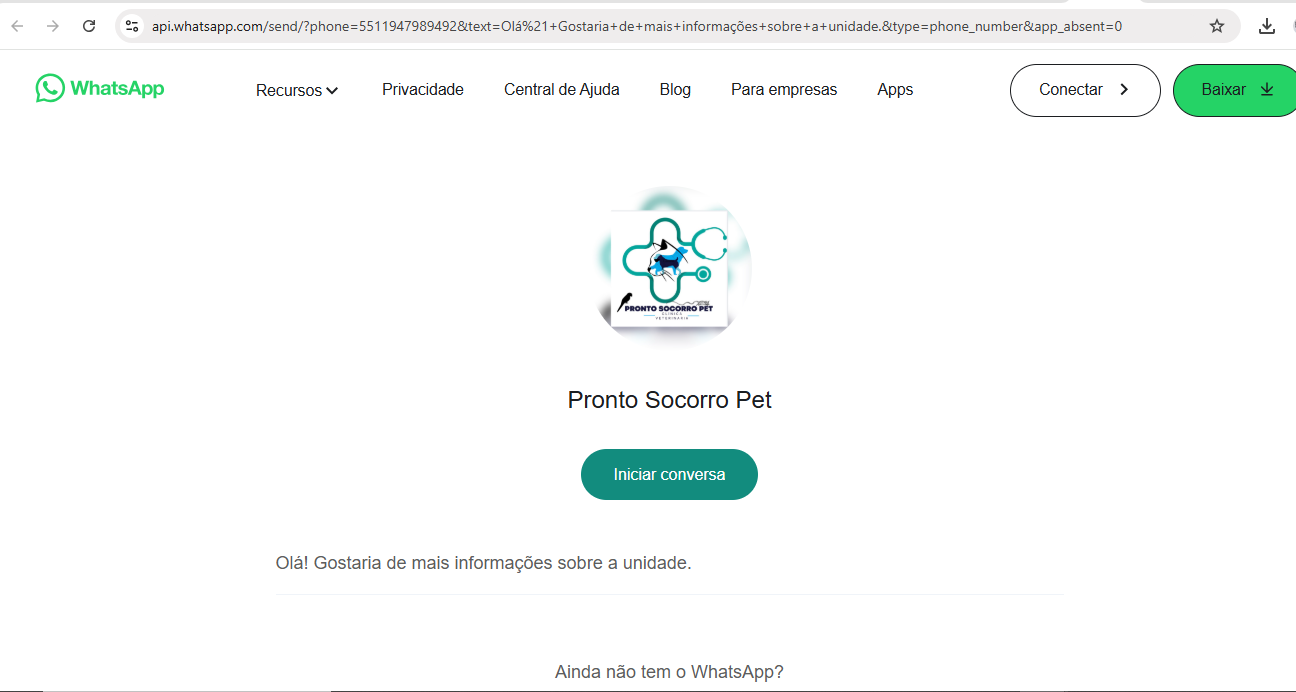 api.whatsapp.com/send/?phone=5511947989492&text=Olá%21+Gostaria+de+mais+informações+sobre+a+unidade.&type=phone_number&app_absent=0
WhatsApp Recursos Privacidade Central de Ajuda Blog Para empresas Apps Conectar Baixar
PRONTO SOCORRO PET
CLINICA
VETERINARIA
Pronto Socorro Pet
Iniciar conversa
Olá! Gostaria de mais informações sobre a unidade.
Ainda não tem o WhatsApp?